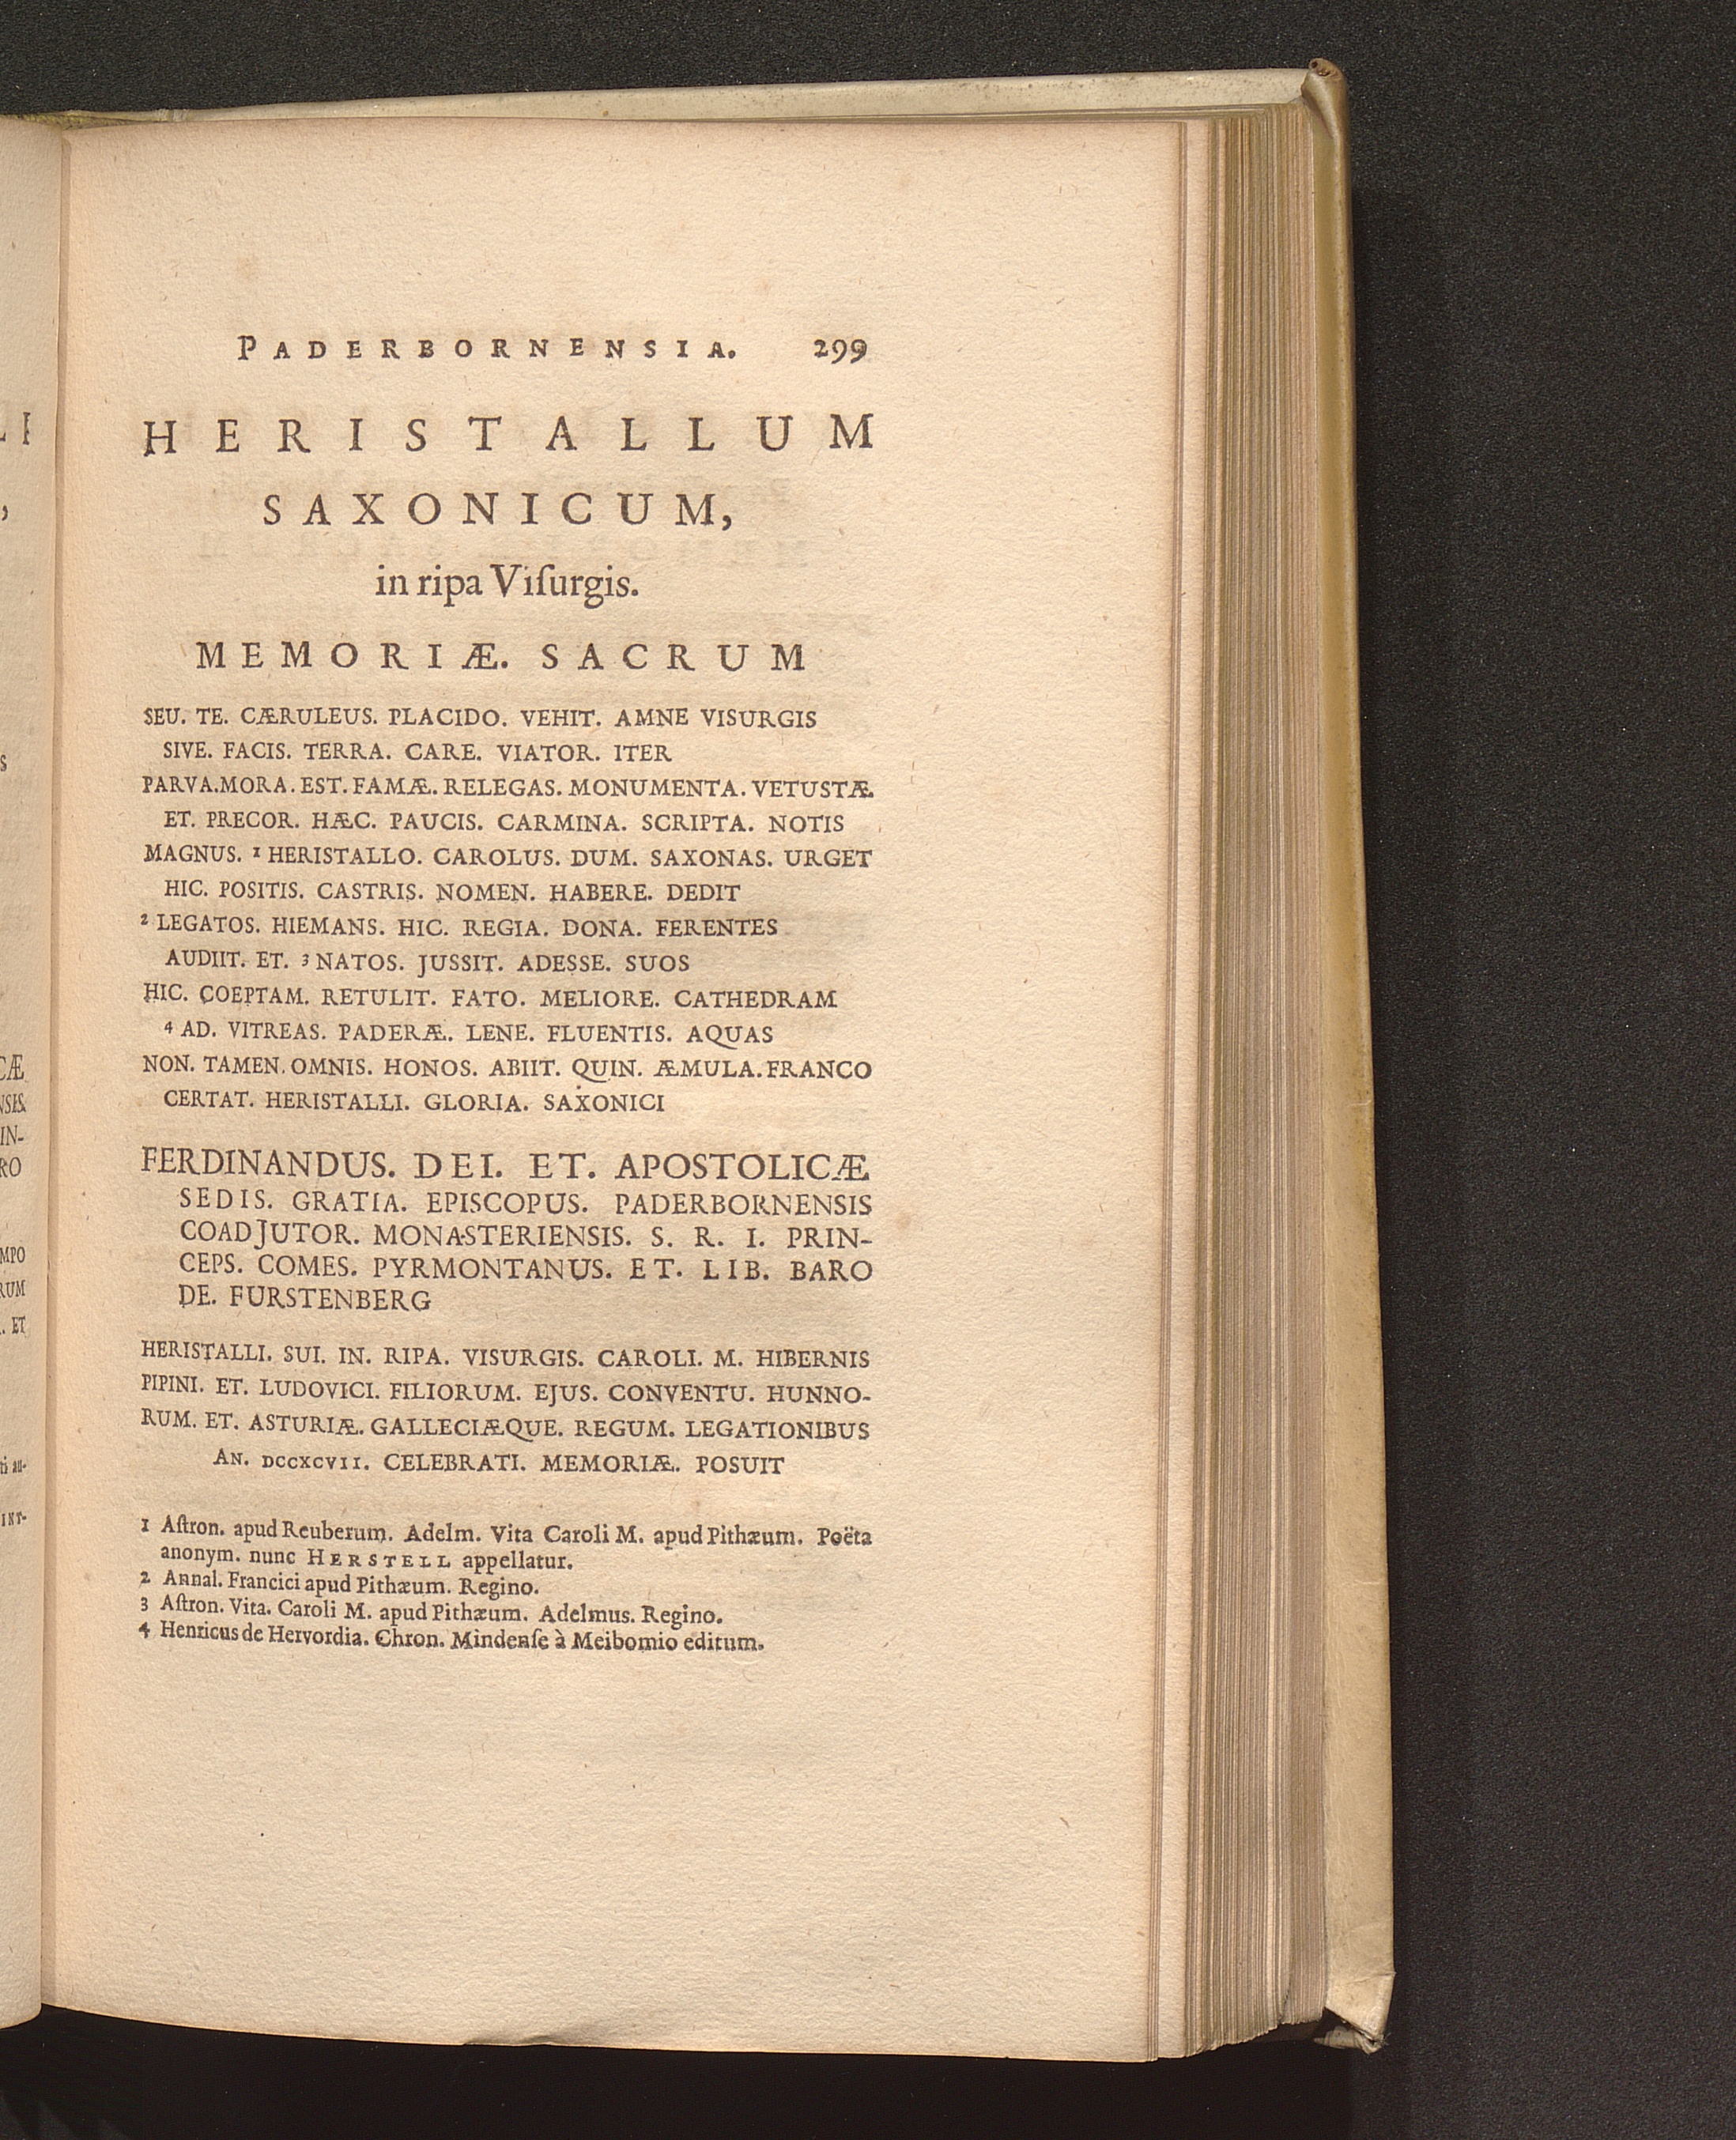 PADERBORNENSIA. 299
HERISTALLUM
SAXONICUM,
in ripa Viſurgis.
MEMORIÆ. SACRUM
SEU. TE. CÆRULEUS. PLACIDO. VEHIT. AMNE VISURGIS
SIVE. FACIS. TERRA. CARE. VIATOR. ITER
PARVA. MORA. EST. FAMÆ. RELEGAS. MONUMENTA. VETUSTÆ.
ET. PRECOR. HÆC. PAUCIS. CARMINA. SCRIPTA. NOTIS
MAGNUS. 1 HERISTALLO. CAROLUS. DUM. SAXONAS. URGET
HIC. POSITIS. CASTRIS. NOMEN. HABERE. DEDIT
2 LEGATOS. HIEMANS. HIC. REGIA. DONA. FERENTES
AUDIIT. ET. 3 NATOS. JUSSIT. ADESSE. SUOS
HIC. COEPTAM. RETULIT. FATO. MELIORE. CATHEDRAM
4 AD. VITREAS. PADERÆ. LENE. FLUENTIS. AQUAS
NON. TAMEN. OMNIS. HONOS. ABIIT. QUIN. ÆMULA. FRANCO
CERTAT. HERISTALLI. GLORIA. SAXONICI
FERDINANDUS. DEI. ET. APOSTOLICÆ
SEDIS. GRATIA. EPISCOPUS. PADERBORNENSIS
COADJUTOR. MONASTERIENSIS. S. R. I. PRIN-
CEPS. COMES. PYRMONTANUS. ET. LIB. BARO
DE. FURSTENBERG
HERISTALLI. SUI. IN. RIPA. VISURGIS. CAROLI. M. HIBERNIS
PIPINI. ET. LUDOVICI. FILIORUM. EJUS. CONVENTU. HUNNO-
RUM. ET. ASTURIÆ. GALLECIÆQUE. REGUM. LEGATIONIBUS
AN. DCCXCVII. CELEBRATI. MEMORIÆ. POSUIT
1 Aſtron. apud Reuberum. Adelm. Vita Caroli M. apud Pithæum. Poëta
anonym. nunc HERSTELL appellatur.
2 Annal. Francici apud Pithæum. Regino.
3 Aſtron. Vita. Caroli M. apud Pithæum. Adelmus. Regino.
4 Henricus de Hervordia. Chron. Mindenſe à Meibomio editum.